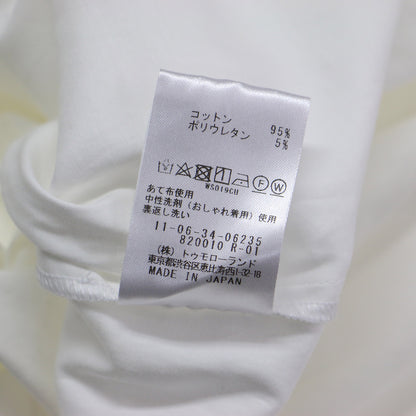 コットン 95%
ポリウレタン 5%
WS019CH
F W
あて布使用
中性洗剤（おしゃれ着用）使用
裏返し洗い
11-06-34-06235
820010 R-01
（株）トゥモローランド
東京都渋谷区恵比寿西1-32-18
MADE IN JAPAN